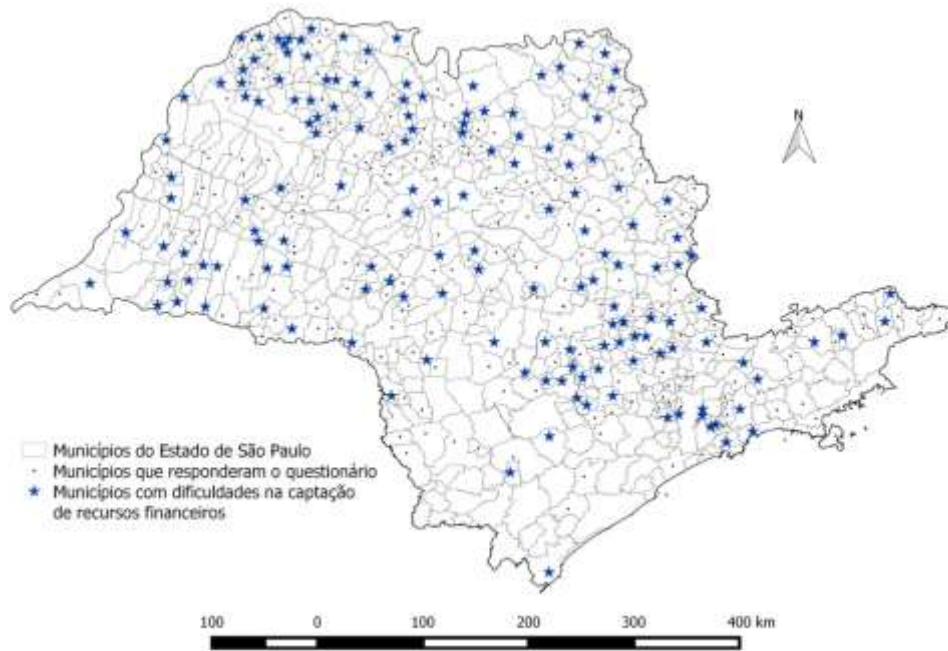 N
Municípios do Estado de São Paulo
Municípios que responderam o questionário
Municípios com dificuldades na captação
de recursos financeiros
100 0 100 200 300 400 km